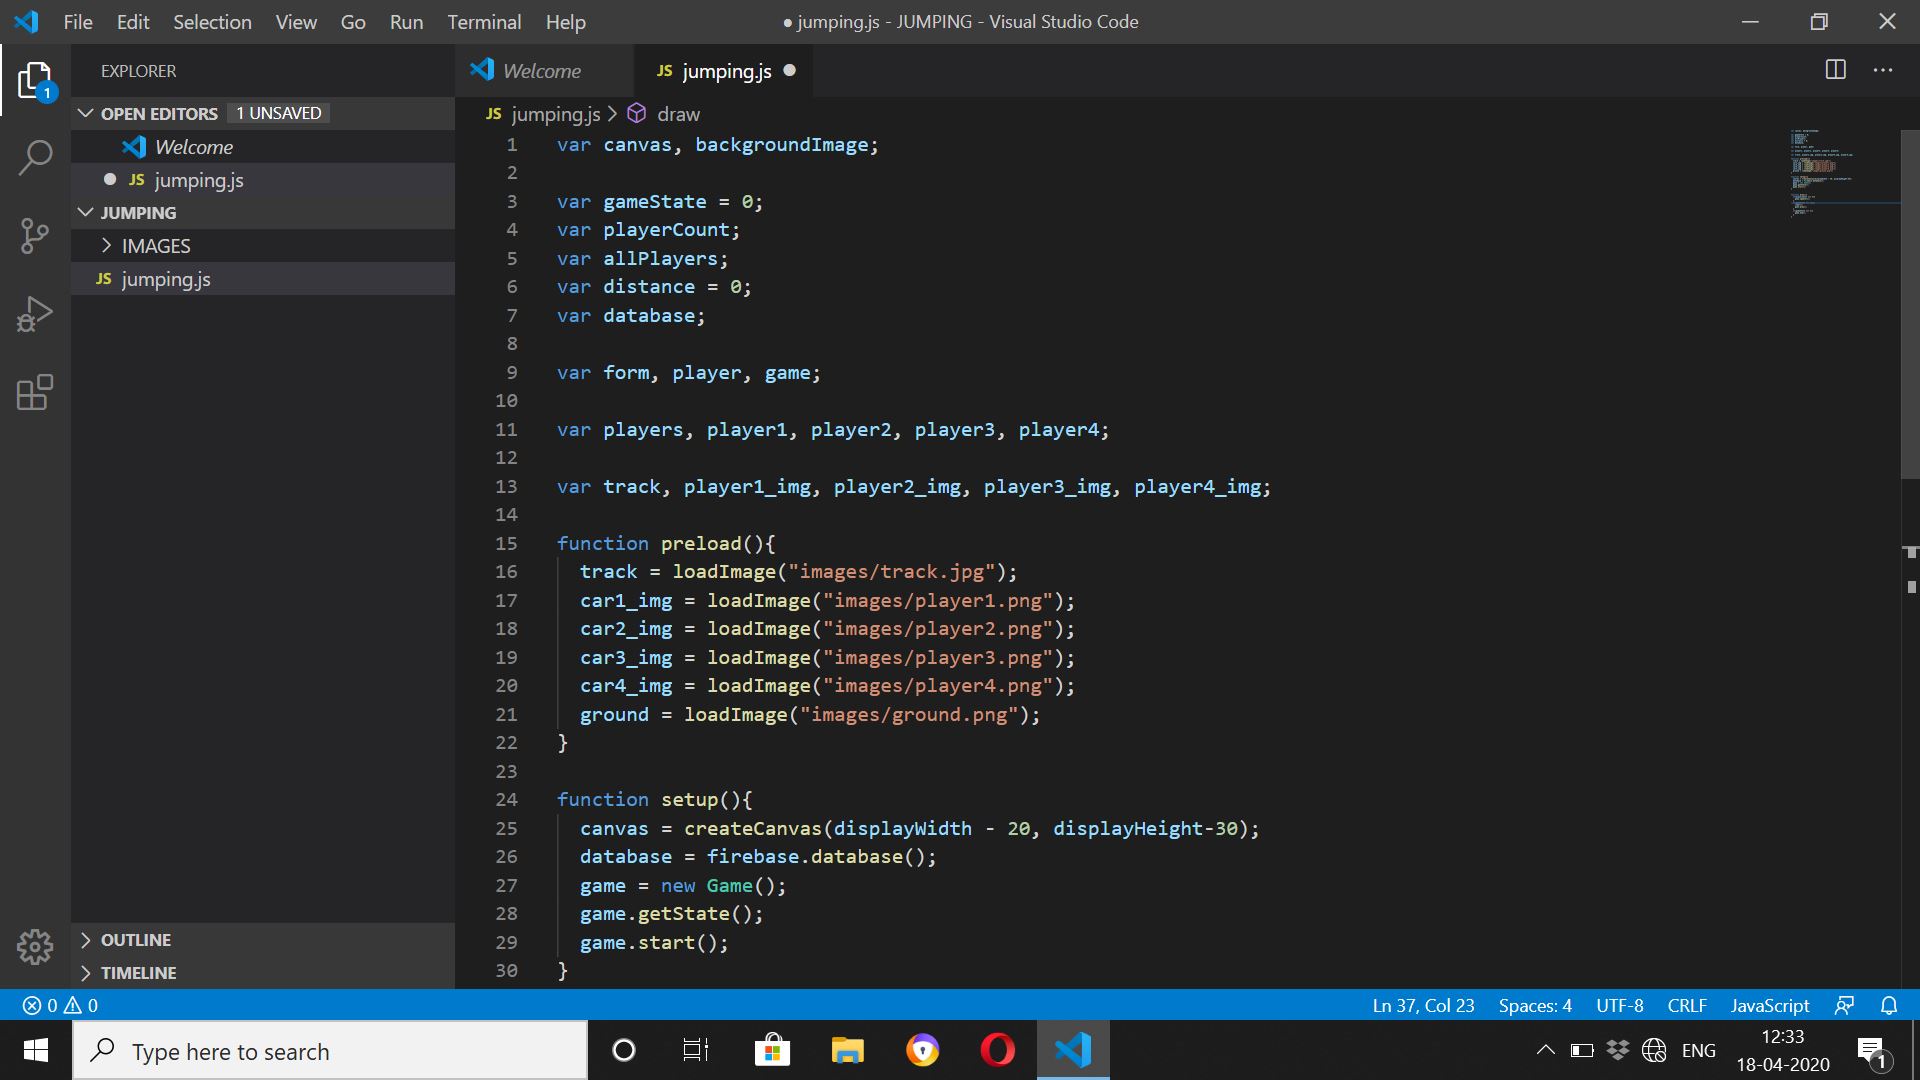 File Edit Selection View Go Run Terminal Help ● jumping.js - JUMPING - Visual Studio Code
EXPLORER
Welcome JS jumping.js ●
1
OPEN EDITORS 1 UNSAVED
JS jumping.js > draw
Welcome
● JS jumping.js
JUMPING
> IMAGES
JS jumping.js
1 var canvas, backgroundImage;
2
3 var gameState = 0;
4 var playerCount;
5 var allPlayers;
6 var distance = 0;
7 var database;
8
9 var form, player, game;
10
11 var players, player1, player2, player3, player4;
12
13 var track, player1_img, player2_img, player3_img, player4_img;
14
15 function preload(){
16 track = loadImage("images/track.jpg");
17 car1_img = loadImage("images/player1.png");
18 car2_img = loadImage("images/player2.png");
19 car3_img = loadImage("images/player3.png");
20 car4_img = loadImage("images/player4.png");
21 ground = loadImage("images/ground.png");
22 }
23
24 function setup(){
25 canvas = createCanvas(displayWidth - 20, displayHeight-30);
26 database = firebase.database();
27 game = new Game();
28 game.getState();
29 game.start();
30 }
OUTLINE
TIMELINE
0 0 Ln 37, Col 23 Spaces: 4 UTF-8 CRLF JavaScript
Type here to search
ENG
12:33
18-04-2020
1